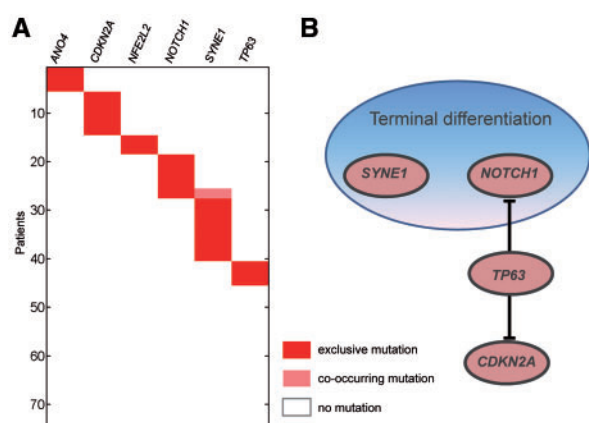 A
B
ANO4
CDKN2A
NFE2L2
NOTCH1
SYNE1
TP63
Patients
10
20
30
40
50
60
70
exclusive mutation
co-occurring mutation
no mutation
Terminal differentiation
SYNE1
NOTCH1
TP63
CDKN2A